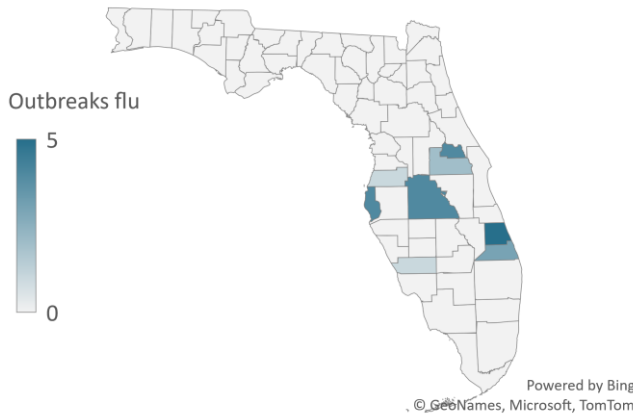 Outbreaks flu
5
0
Powered by Bing
© GeoNames, Microsoft, TomTom